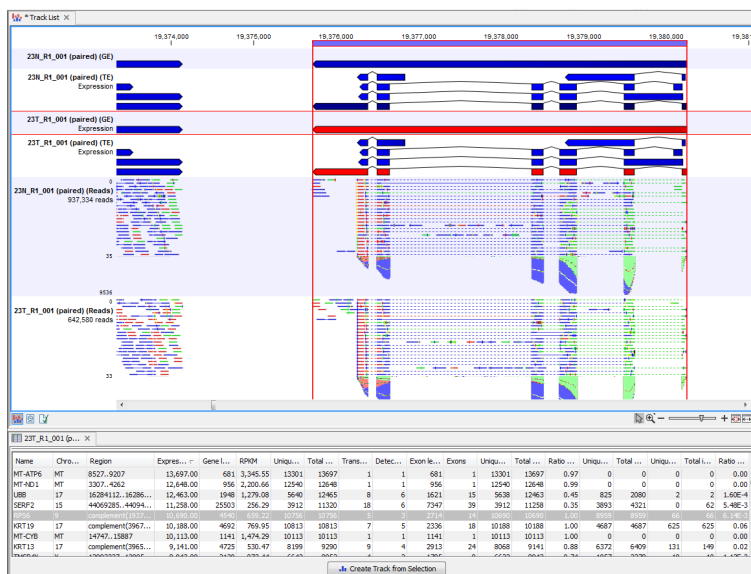 * Track List
19,374,000 19,375,000 19,376,000 19,377,000 19,378,000 19,379,000 19,380,000 19,381
23N_R1_001 (paired) (GE)
23N_R1_001 (paired) (TE)
Expression
23T_R1_001 (paired) (GE)
Expression
23T_R1_001 (paired) (TE)
Expression
0
23N_R1_001 (paired) (Reads)
937,334 reads
35
9536
0
23T_R1_001 (paired) (Reads)
642,580 reads
33
23T_R1_001 (p...
Name Chro... Region Expres... Gene l... RPKM Uniqu... Total ... Trans... Detec... Exon le... Exons Uniqu... Total ... Ratio ... Uniqu... Total ... Uniqu... Total i... Ratio ...
MT-ATP6 MT 8527..9207 13,697.00 681 3,345.55 13301 13697 1 1 681 1 13301 13697 0.97 0 0 0 0 0.00
MT-ND1 MT 3307..4262 12,648.00 956 2,200.66 12540 12648 1 1 956 1 12540 12648 0.99 0 0 0 0 0.00
UBB 17 16284112..16286... 12,463.00 1948 1,279.08 5640 12465 8 6 1621 15 5638 12463 0.45 825 2080 2 2 1.60E-4
SERF2 15 44069285..44094... 11,258.00 25503 256.29 3912 11320 18 6 7347 39 3912 11258 0.35 3893 4321 0 62 5.48E-3
RPS6 9 complement(1937... 10,690.00 4540
KRT19 17 complement(3967... 10,188.00 4692 769.95 10813 10813 7 5 2336 18 10188 10188 1.00 4687 4687 625 625 0.06
MT-CYB MT 14747..15887 10,113.00 1141 1,474.29 10113 10113 1 1 1141 1 10113 10113 1.00 0 0 0 0 0.00
KRT13 17 complement(3965... 9,141.00 4725 530.47 8199 9290 9 4 2913 24 8068 9141 0.88 6372 6409 131 149 0.02
Create Track from Selection